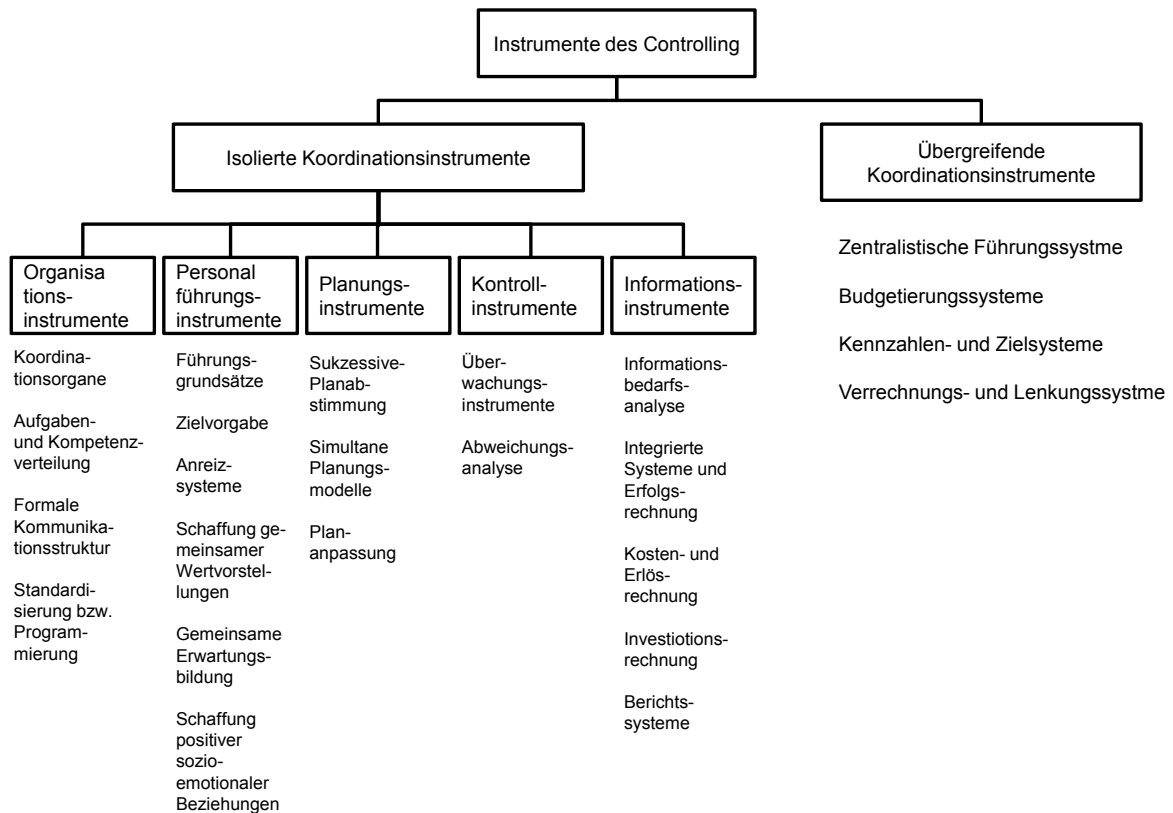 Instrumente des Controlling
Isolierte Koordinationsinstrumente
Übergreifende
Koordinationsinstrumente
Organisa
tions-
instrumente
Koordina-
tionsorgane
Aufgaben-
und Kompetenz-
verteilung
Formale
Kommunika-
tionsstruktur
Standardi-
sierung bzw.
Program-
mierung
Personal
führungs-
instrumente
Führungs-
grundsätze
Zielvorgabe
Anreiz-
systeme
Schaffung ge-
meinsamer
Wertvorstel-
lungen
Gemeinsame
Erwartungs-
bildung
Schaffung
positiver
sozio-
emotionaler
Beziehungen
Planungs-
instrumente
Sukzessive-
Planab-
stimmung
Simultane
Planungs-
modelle
Plan-
anpassung
Kontroll-
instrumente
Über-
wachungs-
instrumente
Abweichungs-
analyse
Informations-
instrumente
Informations-
bedarfs-
analyse
Integrierte
Systeme und
Erfolgs-
rechnung
Kosten- und
Erlös-
rechnung
Investiotions-
rechnung
Berichts-
systeme
Zentralistische Führungssystme
Budgetierungssysteme
Kennzahlen- und Zielsysteme
Verrechnungs- und Lenkungssystme